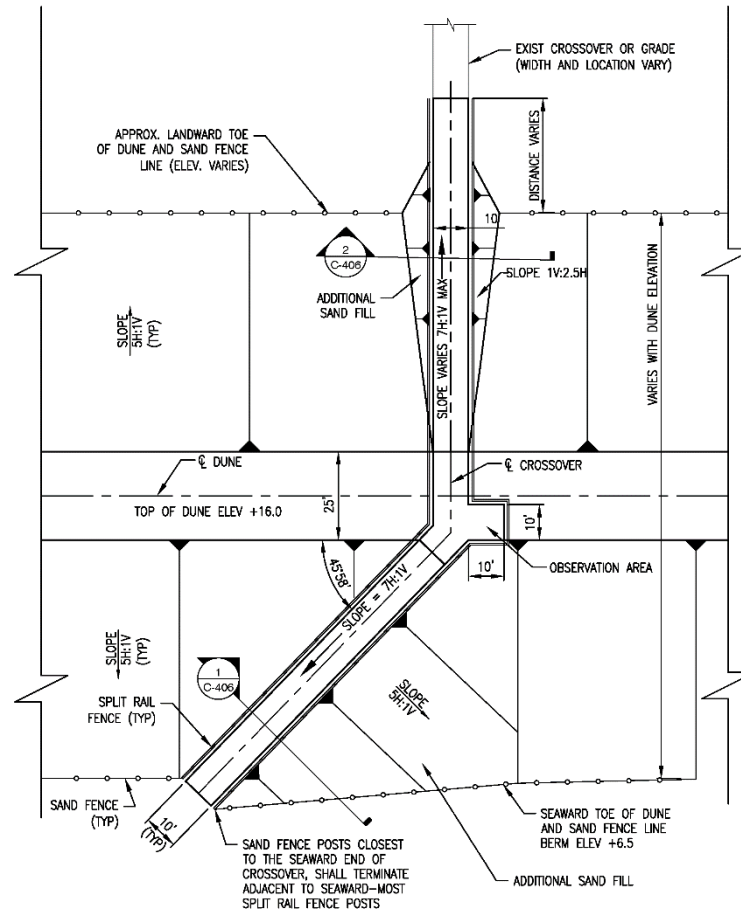 EXIST CROSSOVER OR GRADE
(WIDTH AND LOCATION VARY)
APPROX. LANDWARD TOE
OF DUNE AND SAND FENCE
LINE (ELEV. VARIES)
DISTANCE VARIES
10
2
C-406
SLOPE 1V:2.5H
ADDITIONAL
SAND FILL
SLOPE VARIES 7H:1V MAX
SLOPE
5H:1V
(TYP)
VARIES WITH DUNE ELEVATION
℄ DUNE
℄ CROSSOVER
25'
TOP OF DUNE ELEV +16.0
10'
10'
OBSERVATION AREA
45°58'
SLOPE = 7H:1V
SLOPE
5H:1V
(TYP)
1
C-406
SLOPE
5H:1V
SPLIT RAIL
FENCE (TYP)
SAND FENCE
(TYP)
10'
(TYP)
SEAWARD TOE OF DUNE
AND SAND FENCE LINE
BERM ELEV +6.5
SAND FENCE POSTS CLOSEST
TO THE SEAWARD END OF
CROSSOVER, SHALL TERMINATE
ADJACENT TO SEAWARD-MOST
SPLIT RAIL FENCE POSTS
ADDITIONAL SAND FILL